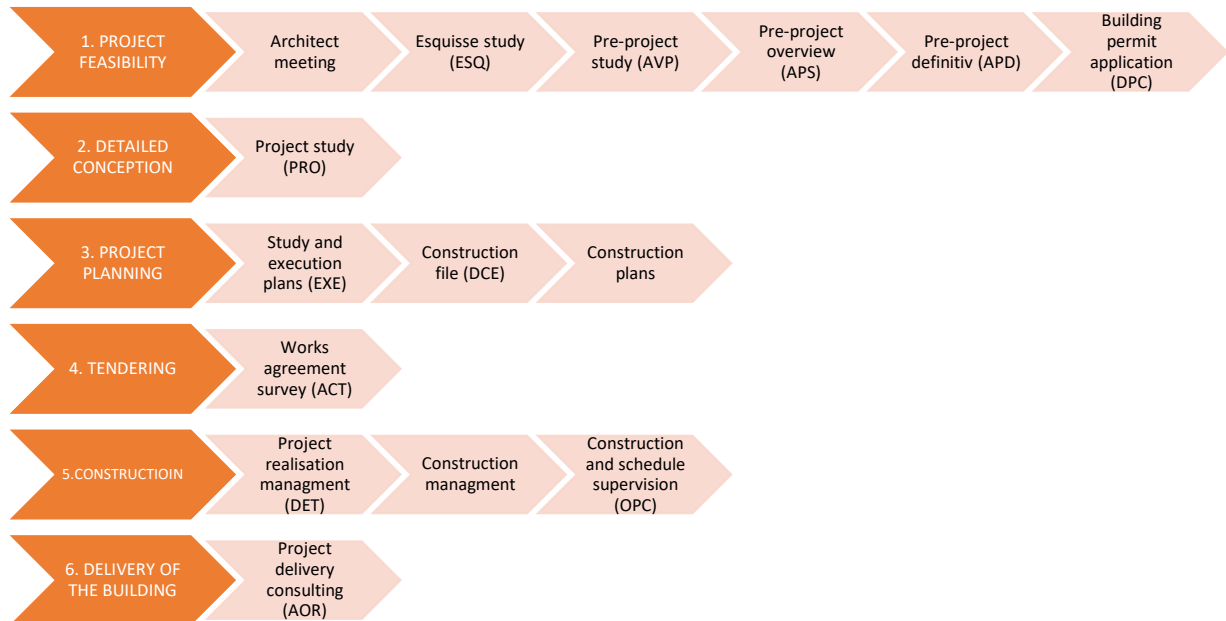 1. PROJECT
FEASIBILITY
Architect
meeting
Esquisse study
(ESQ)
Pre-project
study (AVP)
Pre-project
overview
(APS)
Pre-project
definitiv (APD)
Building
permit
application
(DPC)
2. DETAILED
CONCEPTION
Project study
(PRO)
3. PROJECT
PLANNING
Study and
execution
plans (EXE)
Construction
file (DCE)
Construction
plans
4. TENDERING
Works
agreement
survey (ACT)
5.CONSTRUCTIOIN
Project
realisation
managment
(DET)
Construction
managment
Construction
and schedule
supervision
(OPC)
6. DELIVERY OF
THE BUILDING
Project
delivery
consulting
(AOR)